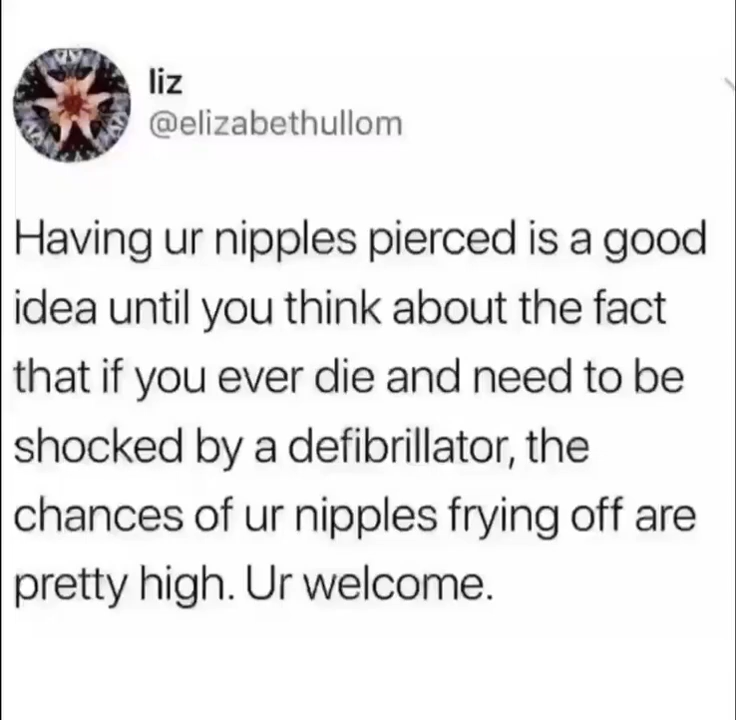 liz
@elizabethullom
Having ur nipples pierced is a good
idea until you think about the fact
that if you ever die and need to be
shocked by a defibrillator, the
chances of ur nipples frying off are
pretty high. Ur welcome.